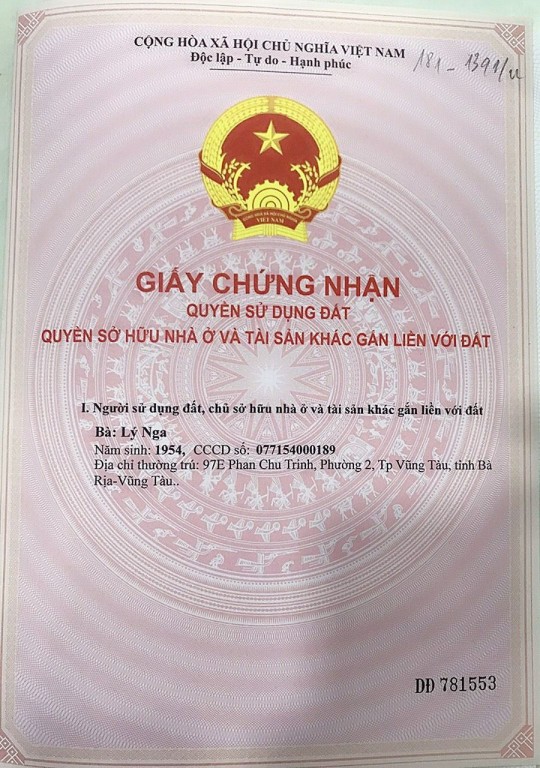 CỘNG HÒA XÃ HỘI CHỦ NGHĨA VIỆT NAM
Độc lập - Tự do - Hạnh phúc
181 - 1391/
VIỆT NAM
GIẤY CHỨNG NHẬN
QUYỀN SỬ DỤNG ĐẤT
QUYỀN SỞ HỮU NHÀ Ở VÀ TÀI SẢN KHÁC GẮN LIỀN VỚI ĐẤT
I. Người sử dụng đất, chủ sở hữu nhà ở và tài sản khác gắn liền với đất
Bà: Lý Nga
Năm sinh: 1954, CCCD số: 077154000189
Địa chỉ thường trú: 97E Phan Chu Trinh, Phường 2, Tp Vũng Tàu, tỉnh Bà
Rịa-Vũng Tàu..
DĐ 781553